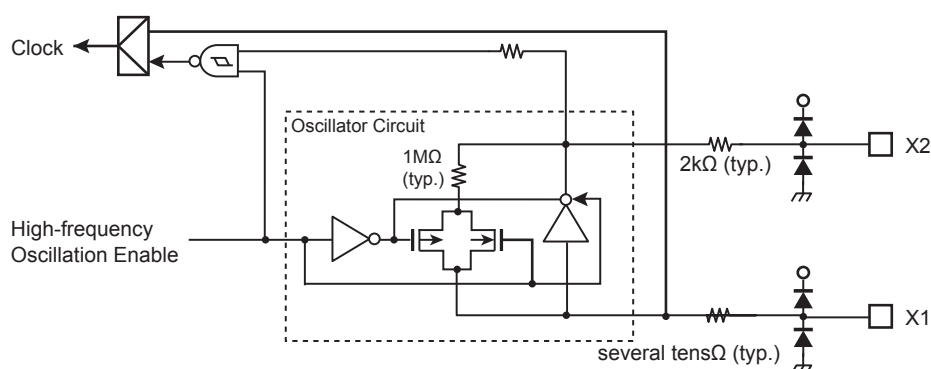 Clock
Oscillator Circuit
1MΩ
(typ.)
2kΩ (typ.)
X2
High-frequency
Oscillation Enable
X1
several tensΩ (typ.)